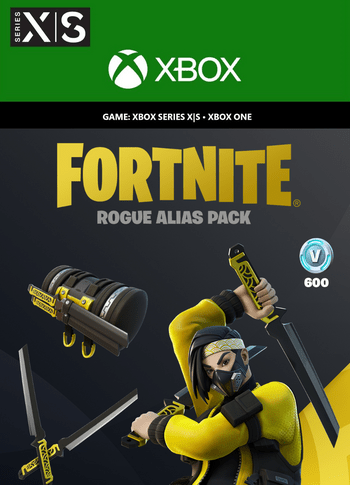 SERIES
X|S
XBOX
GAME: XBOX SERIES X|S • XBOX ONE
FORTNITE®
ROGUE ALIAS PACK
V
600